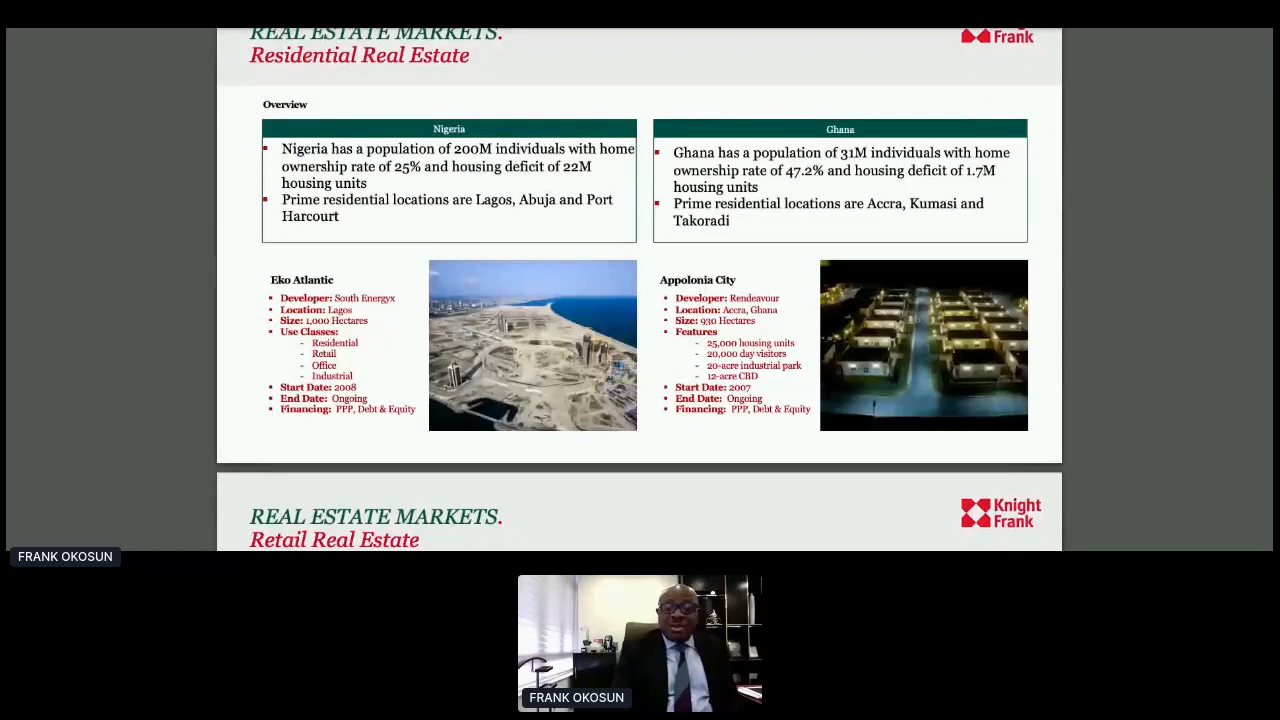 REAL ESTATE MARKETS.
Residential Real Estate
Knight
Frank
Overview
Nigeria
▪ Nigeria has a population of 200M individuals with home
ownership rate of 25% and housing deficit of 22M
housing units
▪ Prime residential locations are Lagos, Abuja and Port
Harcourt
Ghana
▪ Ghana has a population of 31M individuals with home
ownership rate of 47.2% and housing deficit of 1.7M
housing units
▪ Prime residential locations are Accra, Kumasi and
Takoradi
Eko Atlantic
▪ Developer: South Energyx
▪ Location: Lagos
▪ Size: 1,000 Hectares
▪ Use Classes:
- Residential
- Retail
- Office
- Industrial
▪ Start Date: 2008
▪ End Date: Ongoing
▪ Financing: PPP, Debt & Equity
Appolonia City
▪ Developer: Rendeavour
▪ Location: Accra, Ghana
▪ Size: 930 Hectares
▪ Features
- 25,000 housing units
- 20,000 day visitors
- 20-acre industrial park
- 12-acre CBD
▪ Start Date: 2007
▪ End Date: Ongoing
▪ Financing: PPP, Debt & Equity
REAL ESTATE MARKETS.
Retail Real Estate
Knight
Frank
FRANK OKOSUN
FRANK OKOSUN